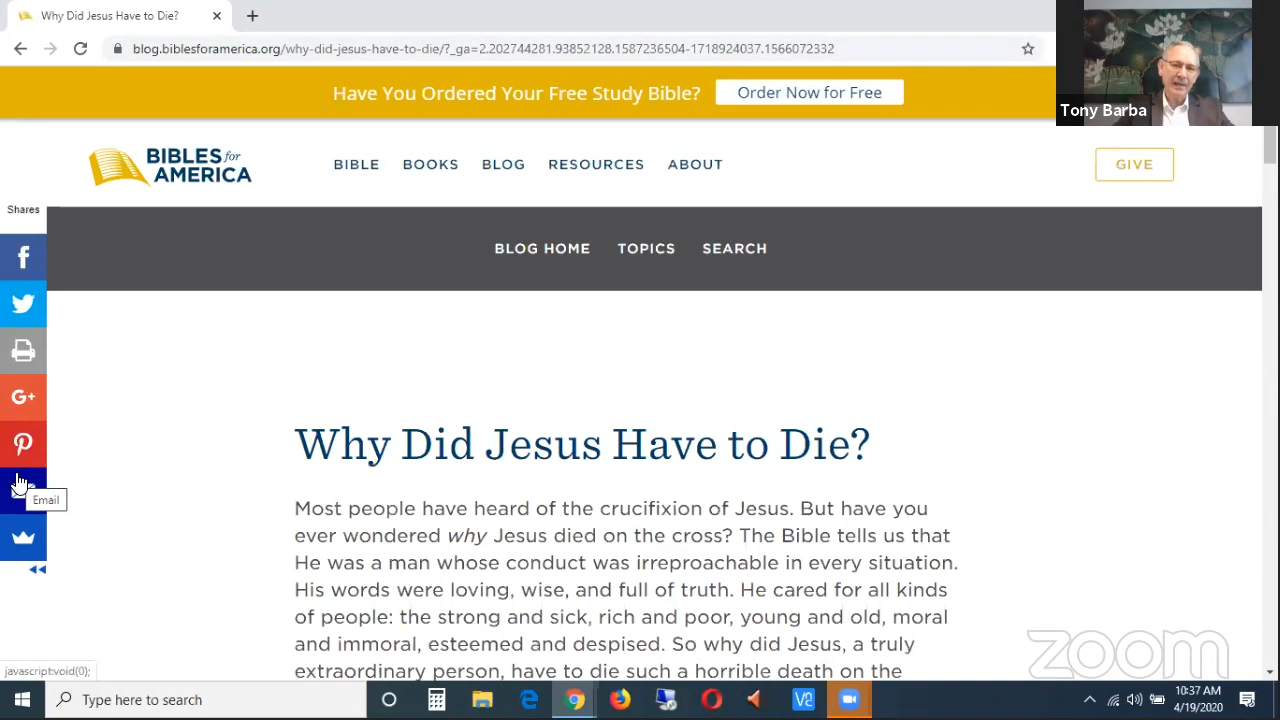 Why Did Jesus Have to Die?
blog.biblesforamerica.org/why-did-jesus-have-to-die/?_ga=2.202744281.93852128.1587236504-1718924037.1566072332
Have You Ordered Your Free Study Bible?
Order Now for Free
Tony Barba
BIBLES for
AMERICA
BIBLE BOOKS BLOG RESOURCES ABOUT
GIVE
Shares
BLOG HOME TOPICS SEARCH
Why Did Jesus Have to Die?
Most people have heard of the crucifixion of Jesus. But have you
ever wondered why Jesus died on the cross? The Bible tells us that
He was a man whose conduct was irreproachable in every situation.
His words were loving, wise, and full of truth. He cared for all kinds
of people: the strong and sick, rich and poor, young and old, moral
and immoral, esteemed and despised. So why did Jesus, a truly
extraordinary person, have to die such a horrible death on the
Email
zoom
javascript:void(0);
Type here to search
10:37 AM
4/19/2020